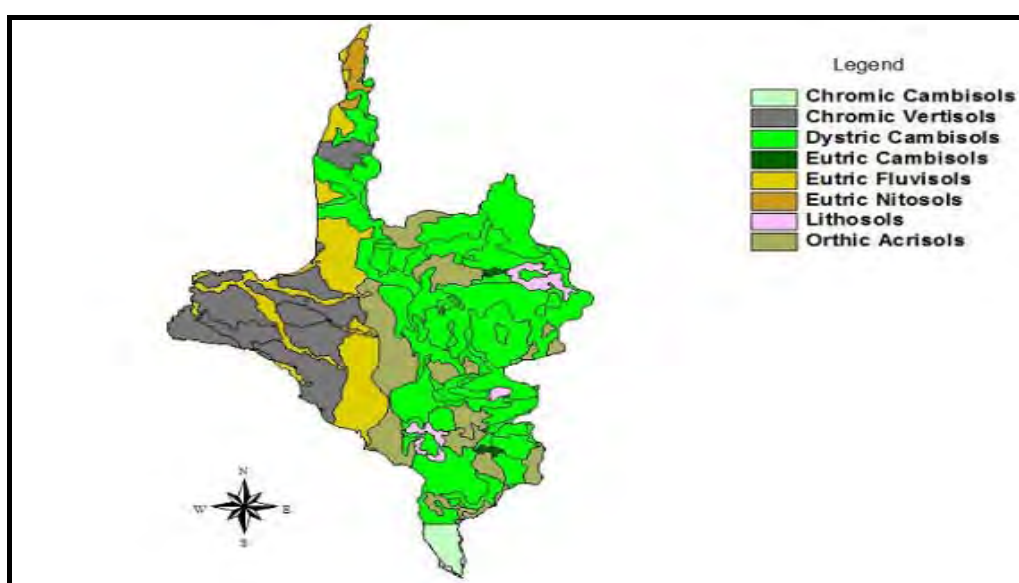 Legend
Chromic Cambisols
Chromic Vertisols
Dystric Cambisols
Eutric Cambisols
Eutric Fluvisols
Eutric Nitosols
Lithosols
Orthic Acrisols
N
W E
S